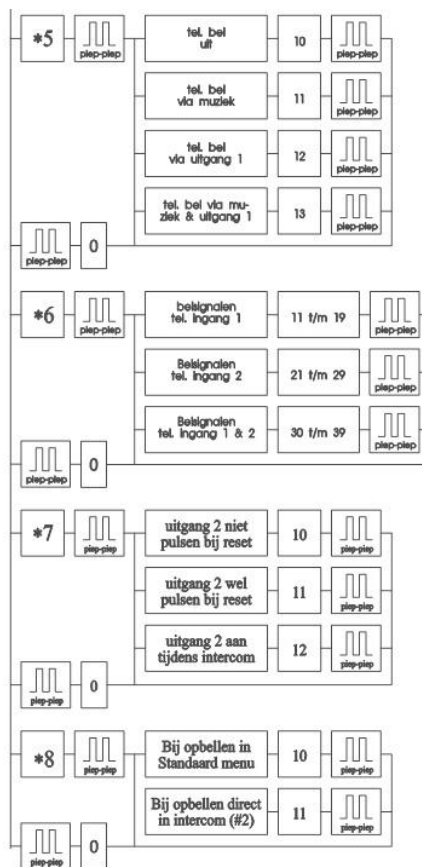 *5
piep-piep
tel. bel
uit
10
piep-piep
tel. bel
via muziek
11
piep-piep
tel. bel
via uitgang 1
12
piep-piep
tel. bel via mu-
ziek & uitgang 1
13
piep-piep
piep-piep
0
*6
piep-piep
belsignalen
tel. ingang 1
11 t/m 19
piep-piep
Belsignalen
tel. ingang 2
21 t/m 29
piep-piep
Belsignalen
tel. ingang 1 & 2
30 t/m 39
piep-piep
piep-piep
0
*7
piep-piep
uitgang 2 niet
pulsen bij reset
10
piep-piep
uitgang 2 wel
pulsen bij reset
11
piep-piep
uitgang 2 aan
tijdens intercom
12
piep-piep
piep-piep
0
*8
piep-piep
Bij opbellen in
Standaard menu
10
piep-piep
Bij opbellen direct
in intercom (#2)
11
piep-piep
piep-piep
0